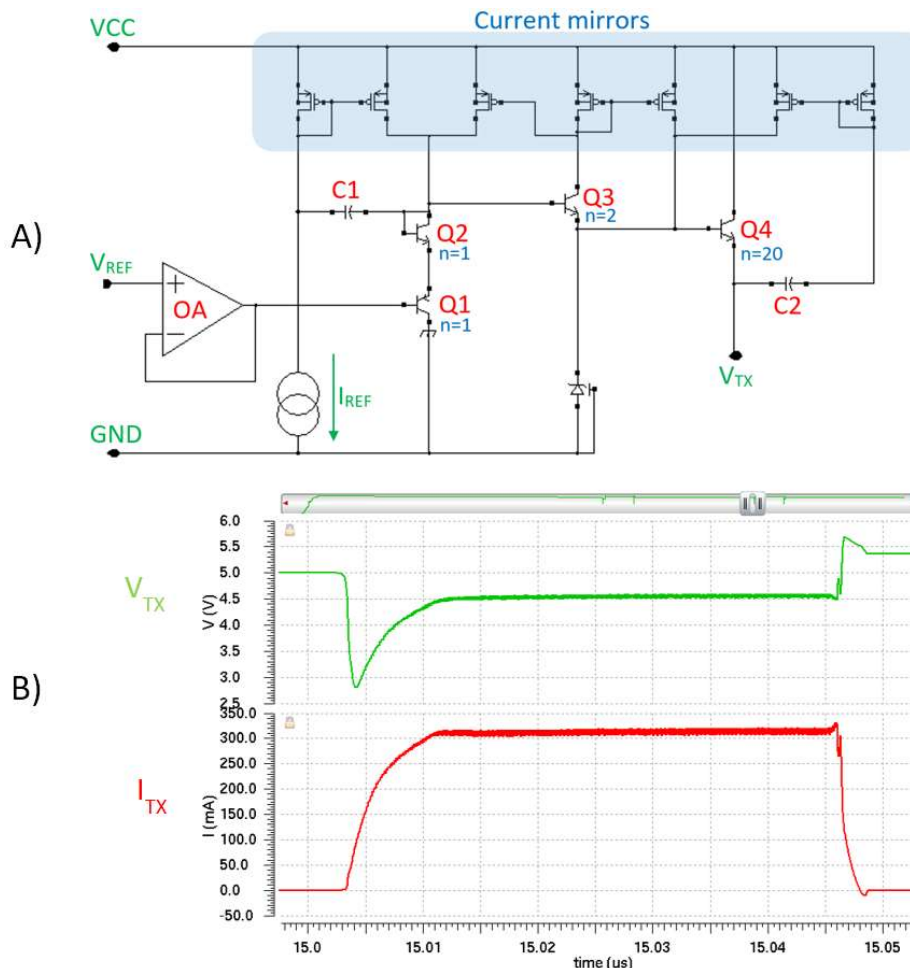 Current mirrors
VCC
C1
Q3
n=2
Q2
n=1
Q4
n=20
A)
VREF
OA
Q1
n=1
C2
VTX
IREF
GND
6.0
5.5
5.0
4.5
4.0
3.5
3.0
2.5
V (V)
VTX
B)
350.0
300.0
250.0
200.0
150.0
100.0
50.0
0.0
-50.0
I (mA)
ITX
15.0 15.01 15.02 15.03 15.04 15.05
time (us)